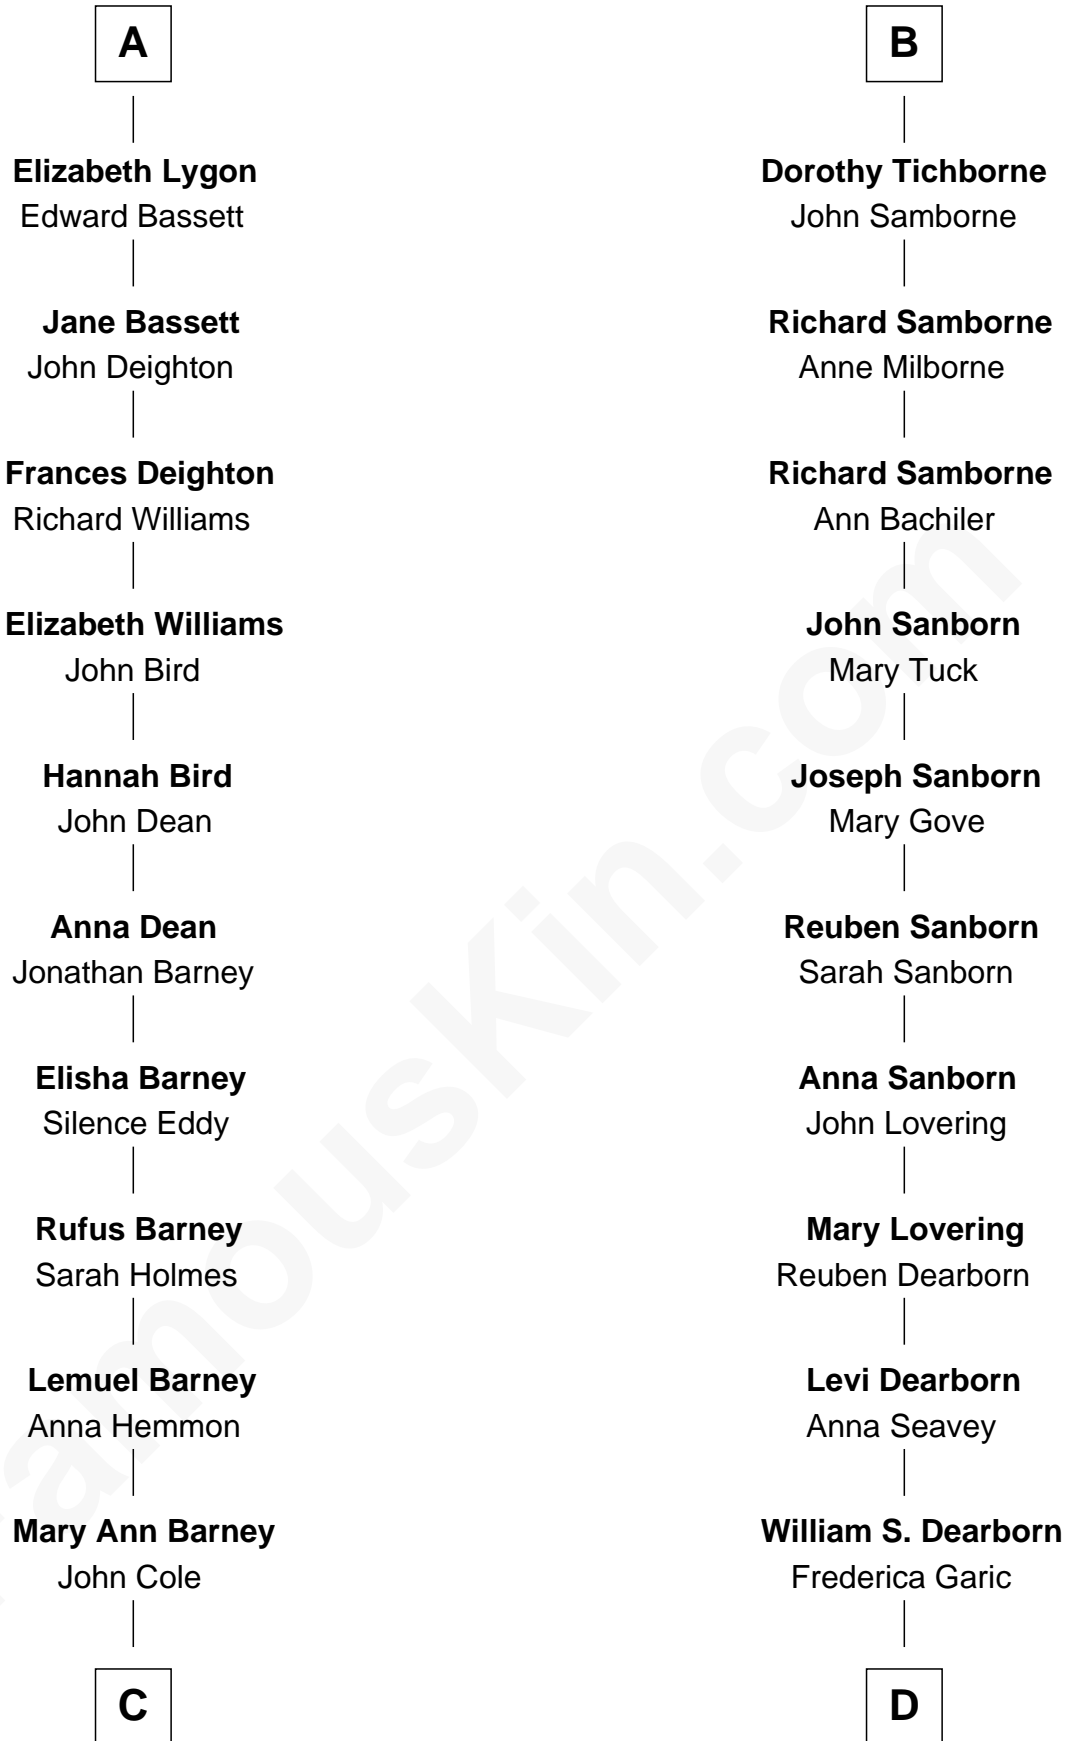 A
B
Elizabeth Lygon
Edward Bassett
Dorothy Tichborne
John Samborne
Jane Bassett
John Deighton
Richard Samborne
Anne Milborne
Frances Deighton
Richard Williams
Richard Samborne
Ann Bachiler
Elizabeth Williams
John Bird
John Sanborn
Mary Tuck
Hannah Bird
John Dean
Joseph Sanborn
Mary Gove
Anna Dean
Jonathan Barney
Reuben Sanborn
Sarah Sanborn
Elisha Barney
Silence Eddy
Anna Sanborn
John Lovering
Rufus Barney
Sarah Holmes
Mary Lovering
Reuben Dearborn
Lemuel Barney
Anna Hemmon
Levi Dearborn
Anna Seavey
Mary Ann Barney
John Cole
William S. Dearborn
Frederica Garic
C
D
FamousKin.com